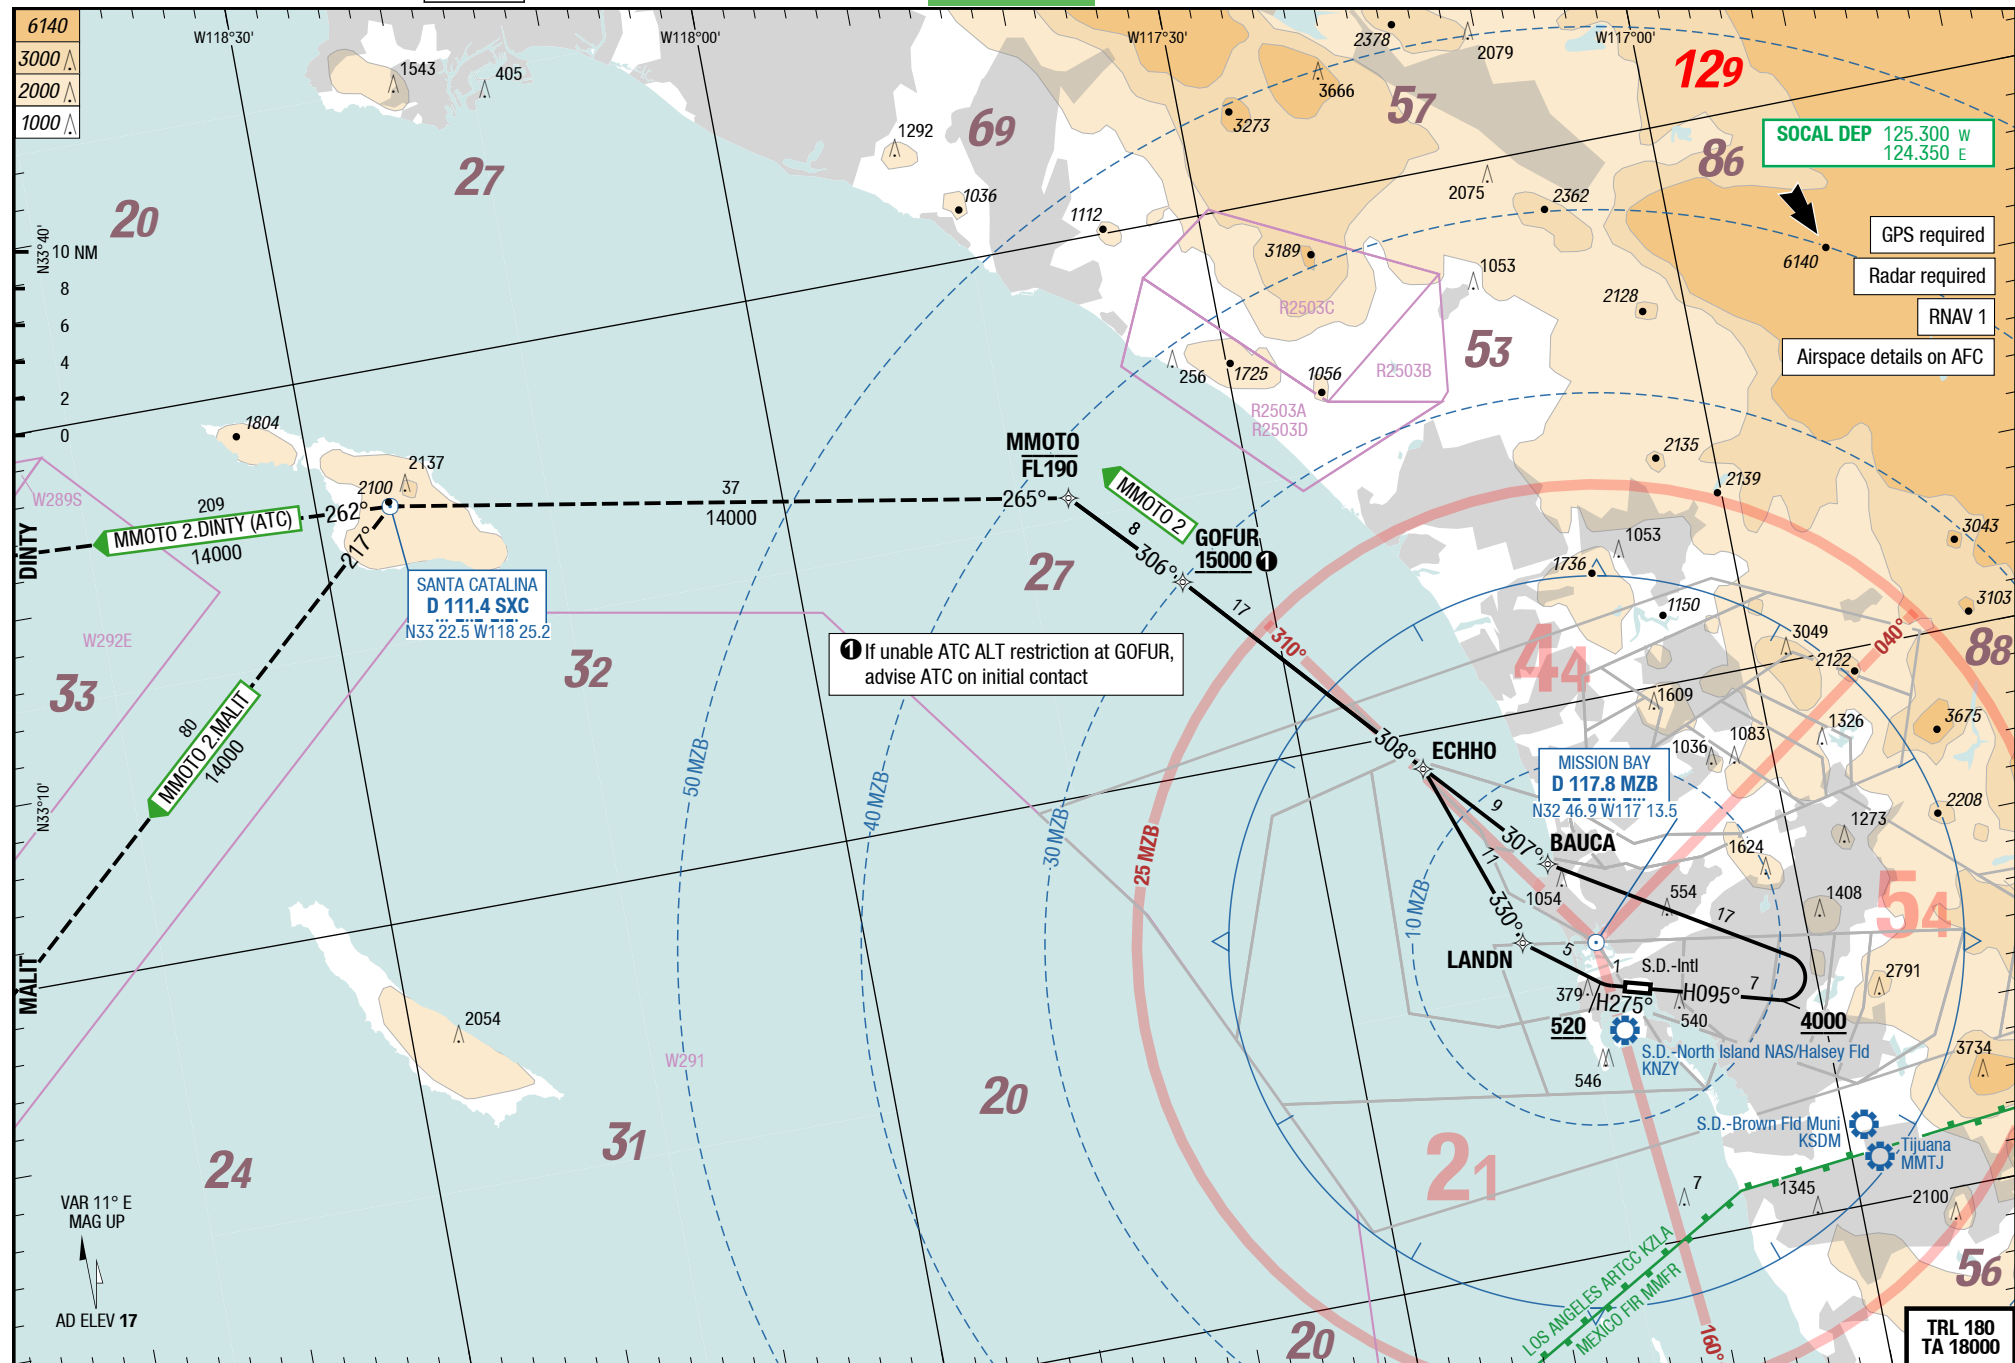 6140
3000
2000
1000
W118°30'
W118°00'
W117°30'
W117°00'
1543
405
1292
1036
1112
2378
2079
3666
3273
2075
2362
3189
1053
2128
6140
129
57
69
86
27
20
SOCAL DEP 125.300 W
124.350 E
GPS required
Radar required
RNAV 1
Airspace details on AFC
N33°40'
10 NM
8
6
4
2
0
R2503C
R2503B
R2503A
R2503D
53
256
1725
1056
1804
2137
2100
W289S
209
MMOTO 2.DINTY (ATC)
14000
262°
217°
DINTY
37
14000
265°
MMOTO
FL190
MMOTO 2
8
306°
GOFUR
15000 1
17
310°
27
2135
2139
3043
1053
1736
1150
3103
3049
2122
040°
88
44
SANTA CATALINA
D 111.4 SXC
N33 22.5 W118 25.2
W292E
33
32
1 If unable ATC ALT restriction at GOFUR,
advise ATC on initial contact
80
MMOTO 2.MALIT
14000
N33°10'
MALIT
50 MZB
40 MZB
30 MZB
25 MZB
10 MZB
308°
ECHHO
9
307°
BAUCA
11
330°
LANDN
MISSION BAY
D 117.8 MZB
N32 46.9 W117 13.5
1609
1036
1083
1326
3675
2208
1273
1624
1408
54
1054
554
17
5
1
S.D.-Intl
379
H275°
H095°
7
540
520
4000
2791
S.D.-North Island NAS/Halsey Fld
KNZY
546
3734
2054
W291
20
31
24
21
S.D.-Brown Fld Muni
KSDM
Tijuana
MMTJ
7
1345
2100
56
LOS ANGELES ARTCC KZLA
MEXICO FIR MMFR
160°
20
VAR 11° E
MAG UP
AD ELEV 17
TRL 180
TA 18000